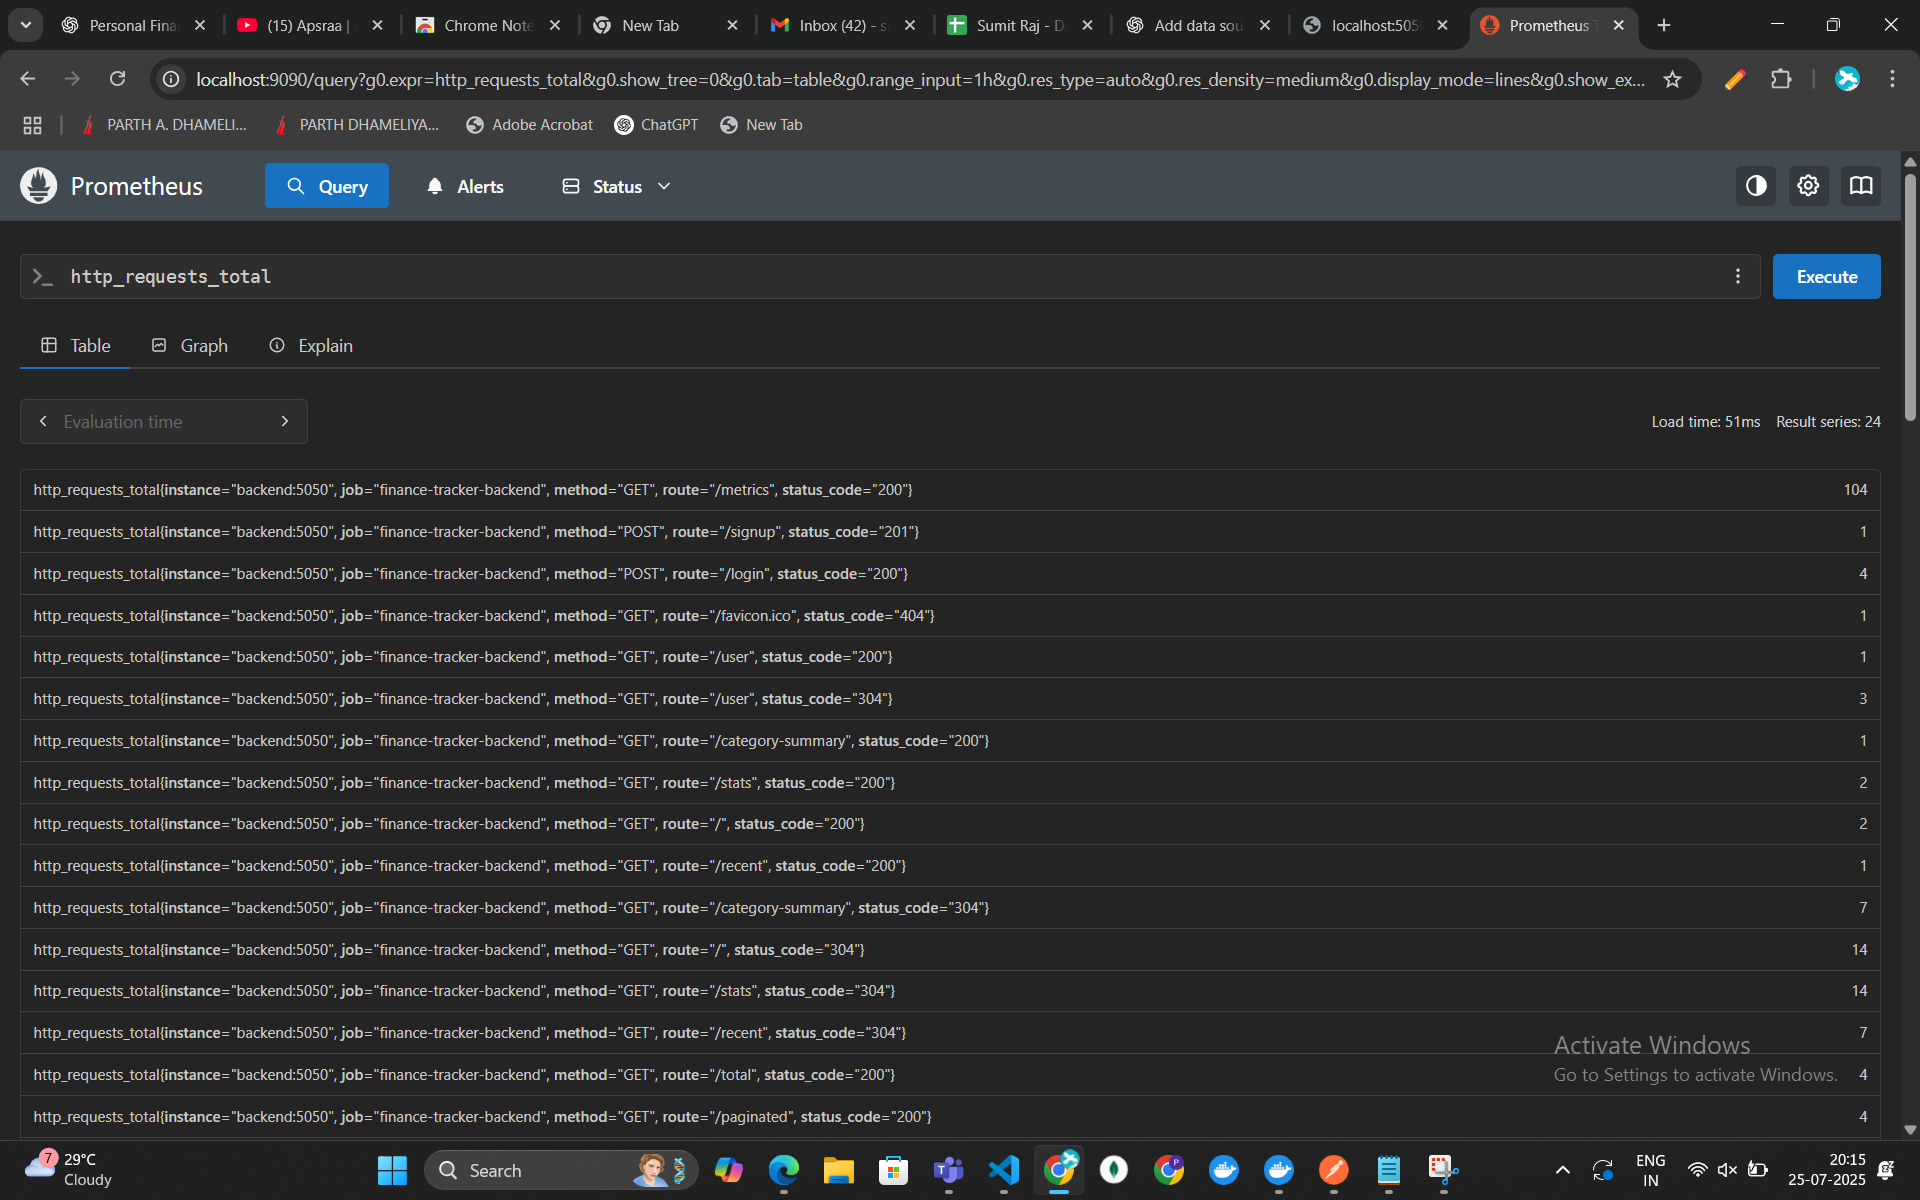 Personal Fina
(15) Apsraa |
Chrome Note
New Tab
Inbox (42) - s
Sumit Raj - D
Add data sou
localhost:505
Prometheus T
localhost:9090/query?g0.expr=http_requests_total&g0.show_tree=0&g0.tab=table&g0.range_input=1h&g0.res_type=auto&g0.res_density=medium&g0.display_mode=lines&g0.show_ex...
PARTH A. DHAMELI...
PARTH DHAMELIYA...
Adobe Acrobat
ChatGPT
New Tab
Prometheus
Query
Alerts
Status
http_requests_total
Execute
Table
Graph
Explain
Evaluation time
Load time: 51ms Result series: 24
http_requests_total{instance="backend:5050", job="finance-tracker-backend", method="GET", route="/metrics", status_code="200"} 104
http_requests_total{instance="backend:5050", job="finance-tracker-backend", method="POST", route="/signup", status_code="201"} 1
http_requests_total{instance="backend:5050", job="finance-tracker-backend", method="POST", route="/login", status_code="200"} 4
http_requests_total{instance="backend:5050", job="finance-tracker-backend", method="GET", route="/favicon.ico", status_code="404"} 1
http_requests_total{instance="backend:5050", job="finance-tracker-backend", method="GET", route="/user", status_code="200"} 1
http_requests_total{instance="backend:5050", job="finance-tracker-backend", method="GET", route="/user", status_code="304"} 3
http_requests_total{instance="backend:5050", job="finance-tracker-backend", method="GET", route="/category-summary", status_code="200"} 1
http_requests_total{instance="backend:5050", job="finance-tracker-backend", method="GET", route="/stats", status_code="200"} 2
http_requests_total{instance="backend:5050", job="finance-tracker-backend", method="GET", route="/", status_code="200"} 2
http_requests_total{instance="backend:5050", job="finance-tracker-backend", method="GET", route="/recent", status_code="200"} 1
http_requests_total{instance="backend:5050", job="finance-tracker-backend", method="GET", route="/category-summary", status_code="304"} 7
http_requests_total{instance="backend:5050", job="finance-tracker-backend", method="GET", route="/", status_code="304"} 14
http_requests_total{instance="backend:5050", job="finance-tracker-backend", method="GET", route="/stats", status_code="304"} 14
http_requests_total{instance="backend:5050", job="finance-tracker-backend", method="GET", route="/recent", status_code="304"} 7
http_requests_total{instance="backend:5050", job="finance-tracker-backend", method="GET", route="/total", status_code="200"} 4
http_requests_total{instance="backend:5050", job="finance-tracker-backend", method="GET", route="/paginated", status_code="200"} 4
Activate Windows
Go to Settings to activate Windows.
7
29°C
Cloudy
Search
P
ENG
IN
20:15
25-07-2025